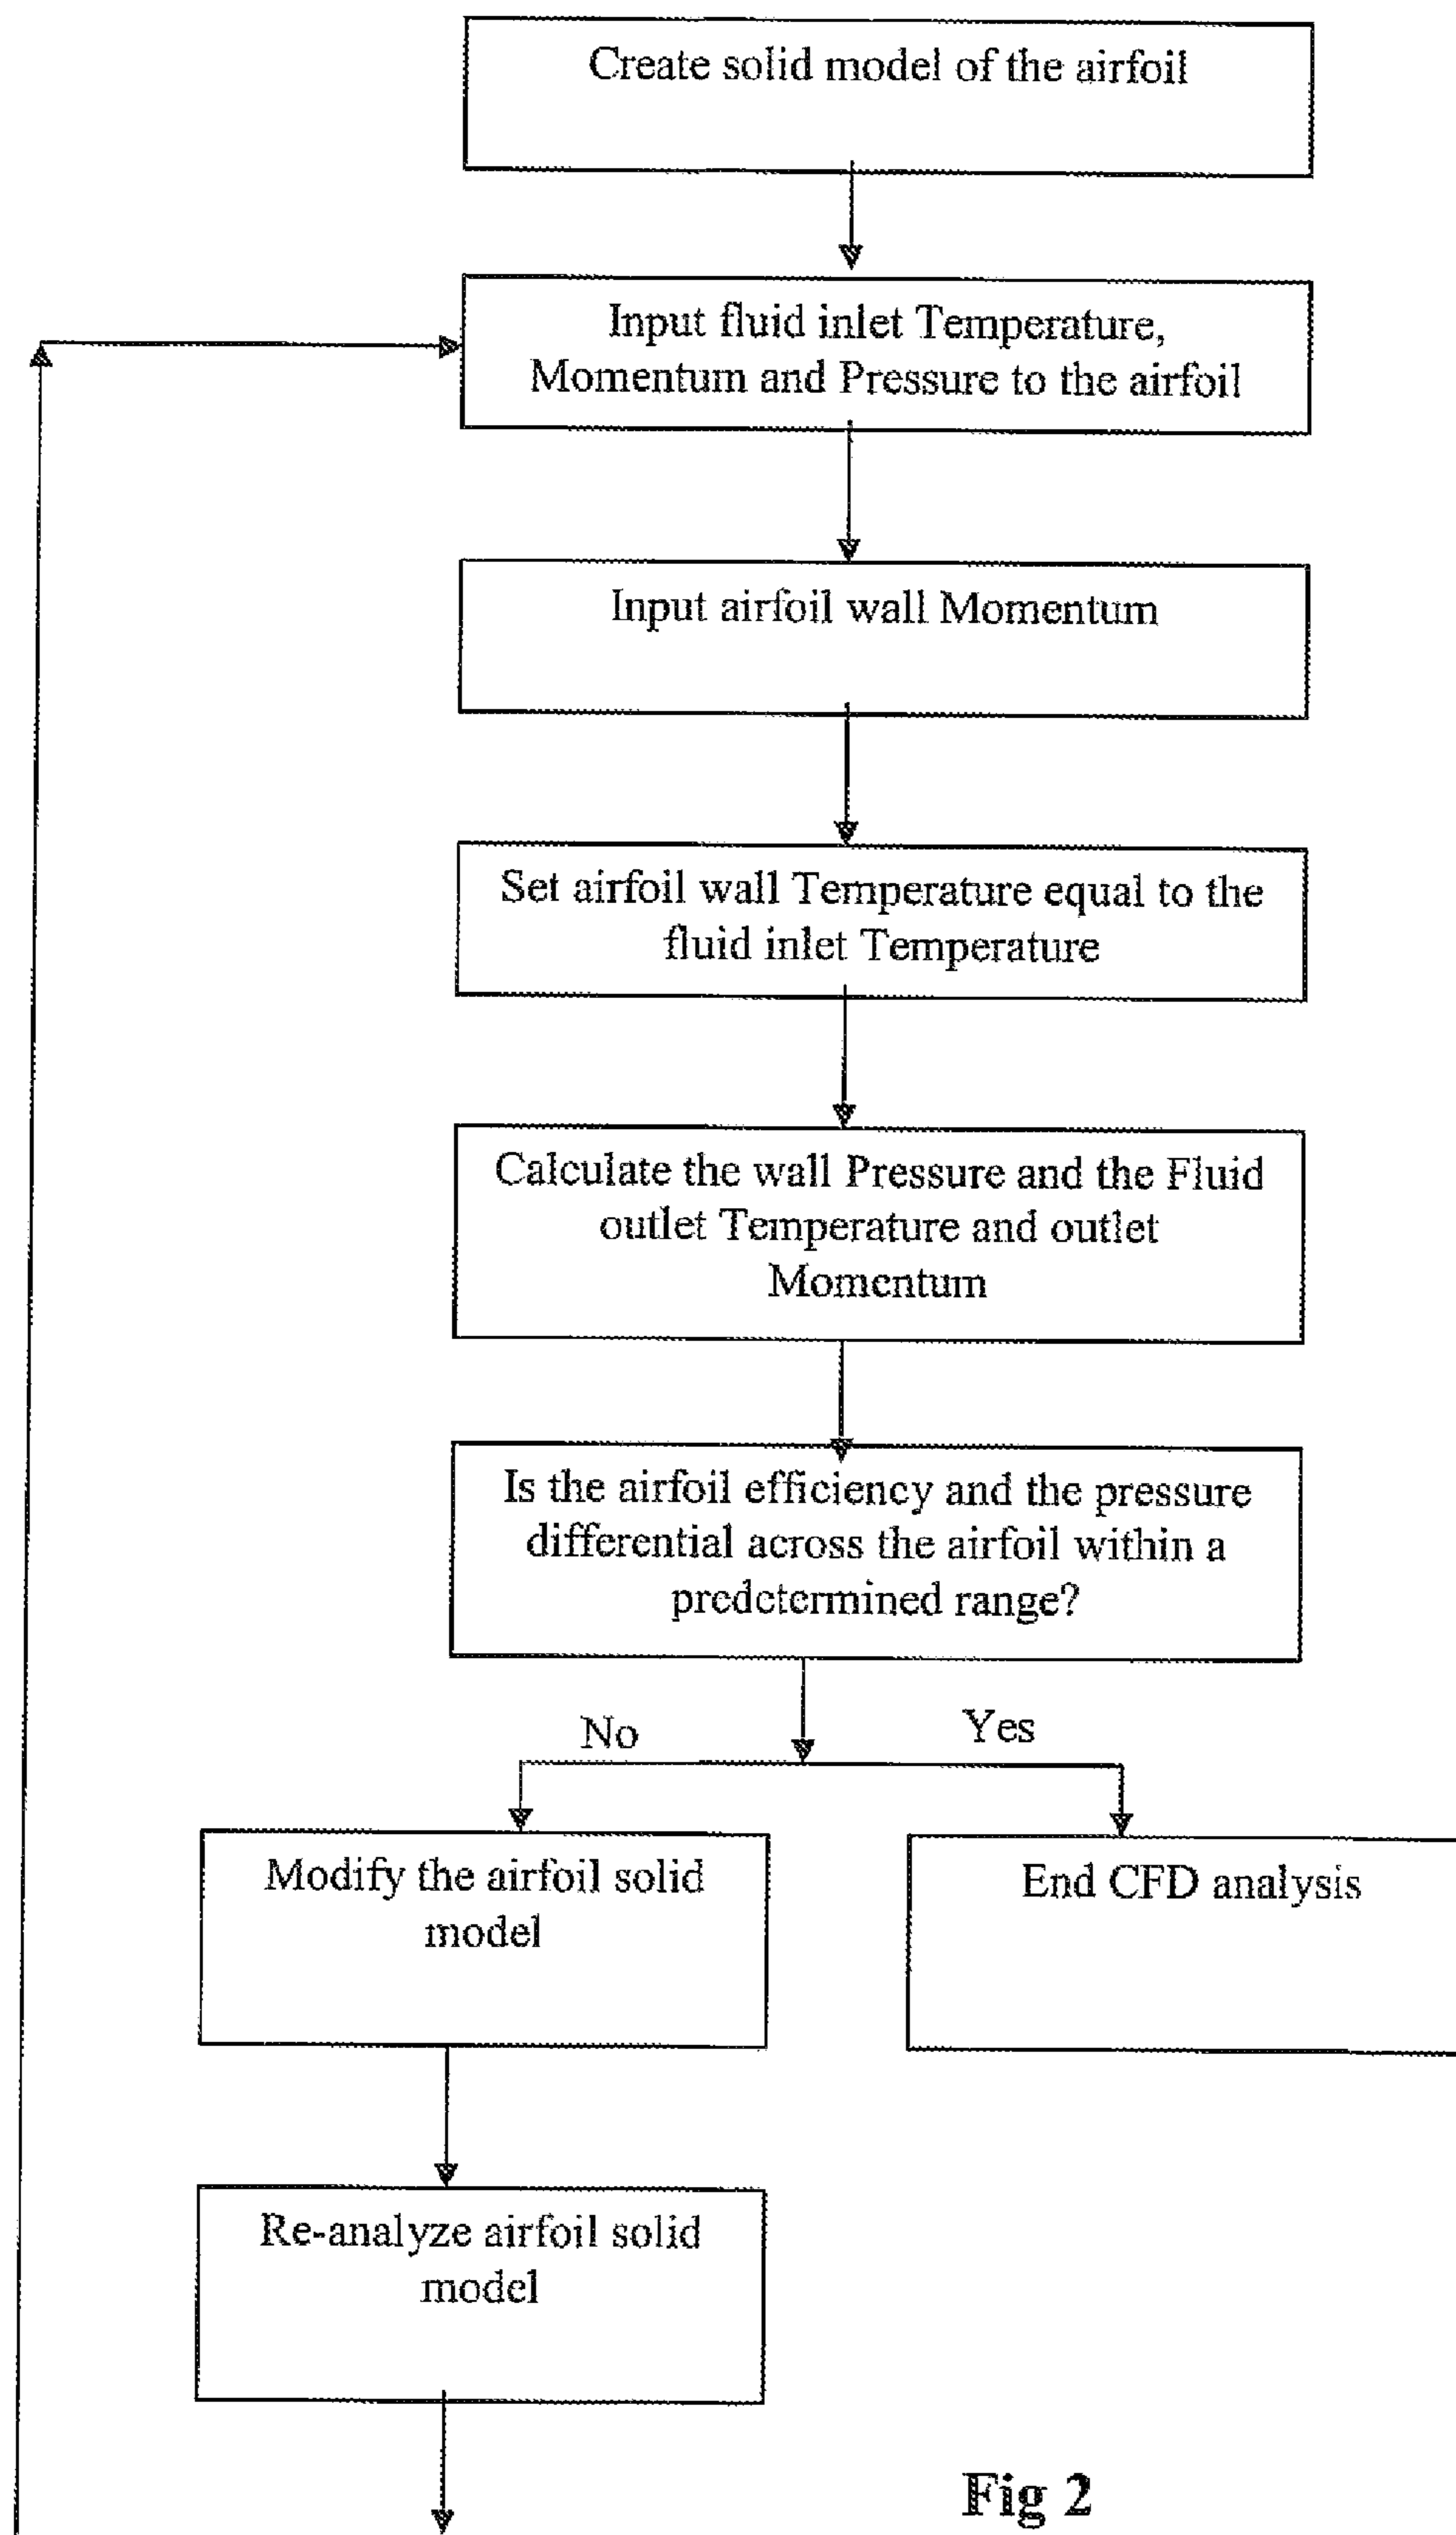 Create solid model of the airfoil
Input fluid inlet Temperature,
Momentum and Pressure to the airfoil
Input airfoil wall Momentum
Set airfoil wall Temperature equal to the
fluid inlet Temperature
Calculate the wall Pressure and the Fluid
outlet Temperature and outlet
Momentum
Is the airfoil efficiency and the pressure
differential across the airfoil within a
predetermined range?
No
Yes
Modify the airfoil solid
model
End CFD analysis
Re-analyze airfoil solid
model
Fig 2